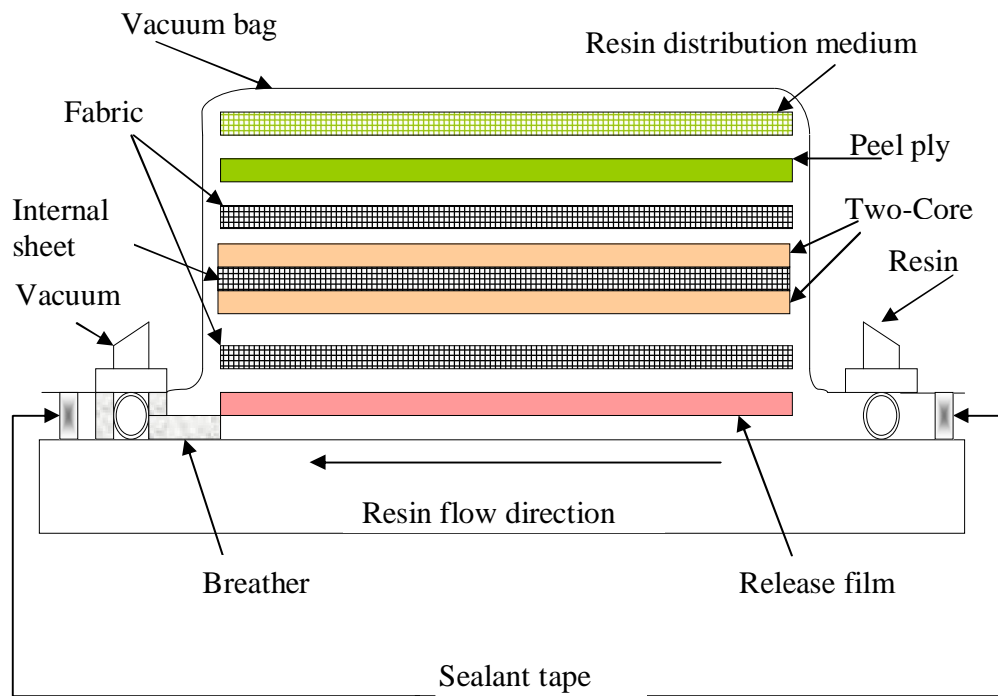 Vacuum bag
Resin distribution medium
Fabric
Peel ply
Internal
sheet
Two-Core
Resin
Vacuum
Resin flow direction
Breather
Release film
Sealant tape